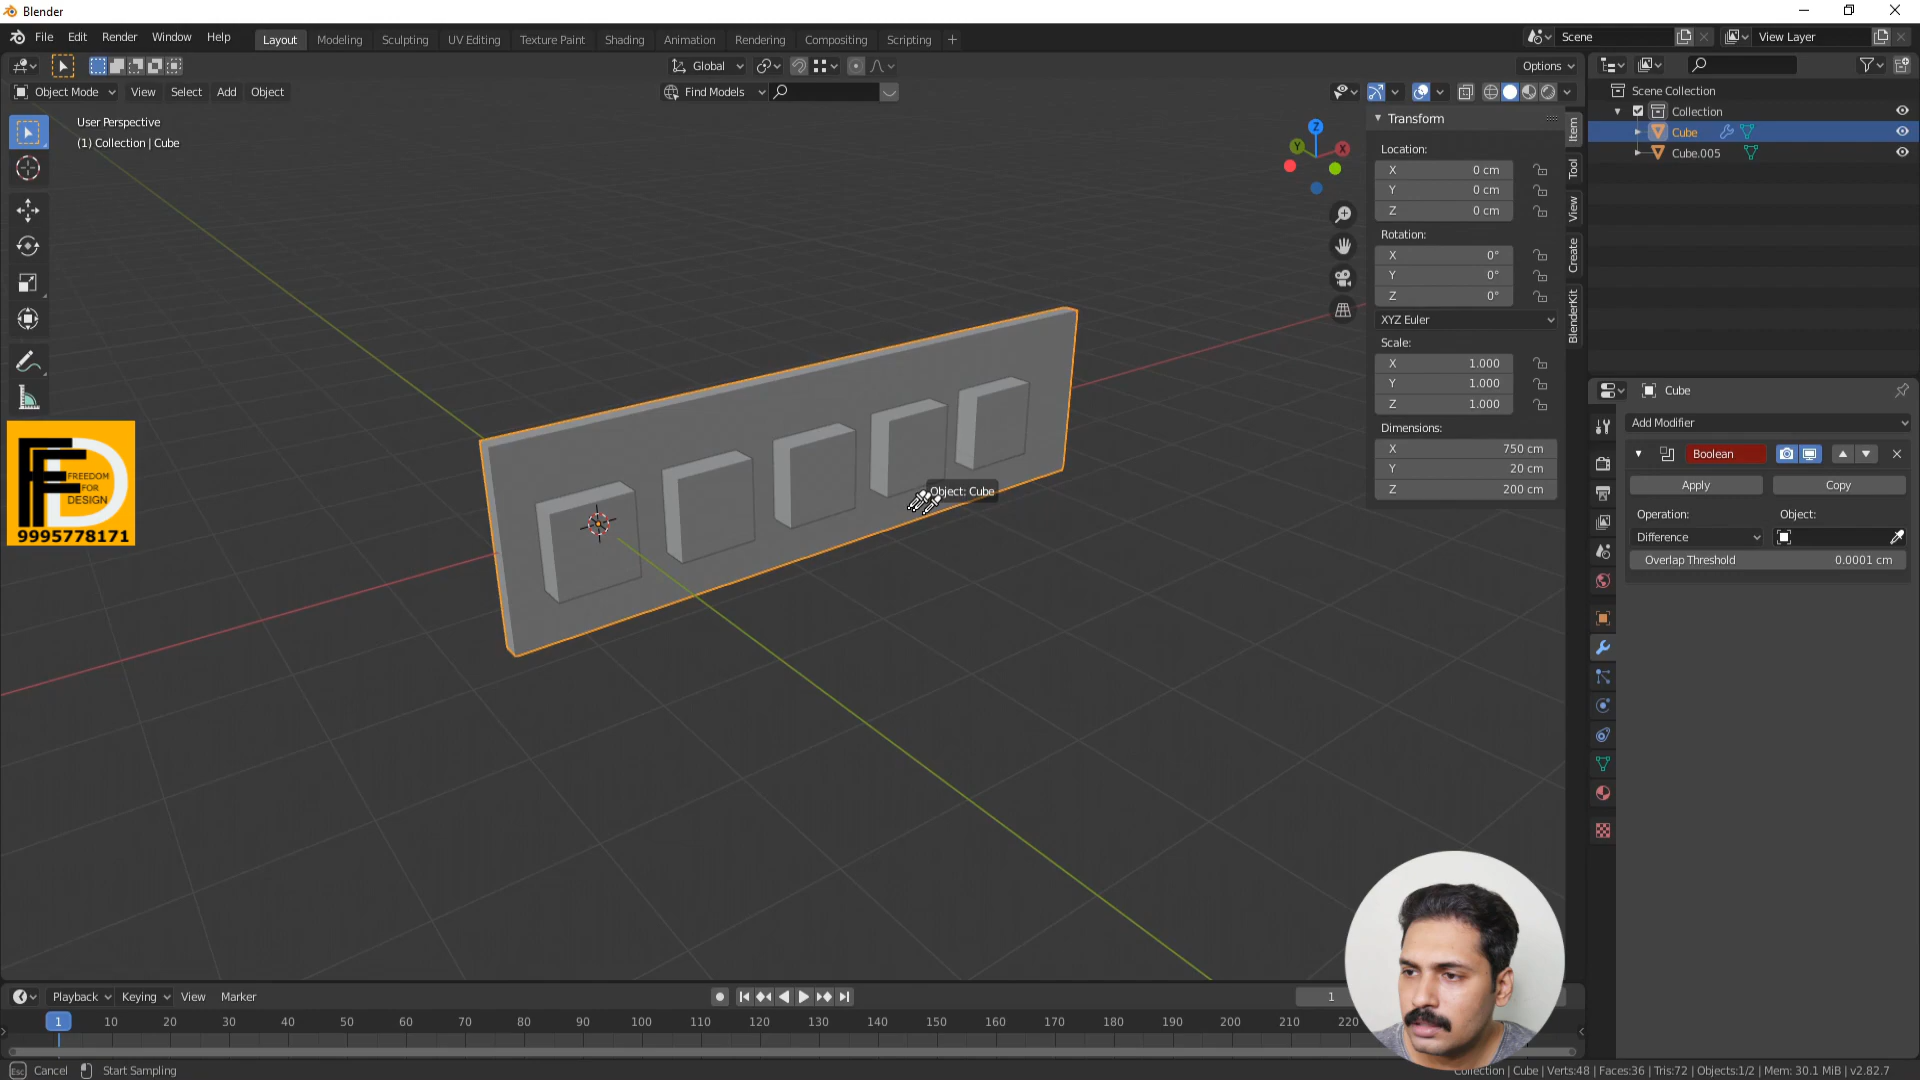 Blender
File Edit Render Window Help
Layout Modeling Sculpting UV Editing Texture Paint Shading Animation Rendering Compositing Scripting +
Scene
View Layer
Global
Options
Object Mode View Select Add Object
Find Models
User Perspective
(1) Collection | Cube
Z
Y
X
Transform
Location:
X 0 cm
Y 0 cm
Z 0 cm
Rotation:
X 0°
Y 0°
Z 0°
XYZ Euler
Scale:
X 1.000
Y 1.000
Z 1.000
Dimensions:
X 750 cm
Y 20 cm
Z 200 cm
Item
Tool
View
Create
BlenderKit
Scene Collection
Collection
Cube
Cube.005
Cube
Add Modifier
Boolean
Apply Copy
Operation: Object:
Difference
Overlap Threshold 0.0001 cm
Object: Cube
FFD
FREEDOM
FOR
DESIGN
9995778171
Playback Keying View Marker
1
1 10 20 30 40 50 60 70 80 90 100 110 120 130 140 150 160 170 180 190 200 210 220
Esc Cancel Start Sampling
Collection | Cube | Verts:48 | Faces:36 | Tris:72 | Objects:1/2 | Mem: 30.1 MiB | v2.82.7